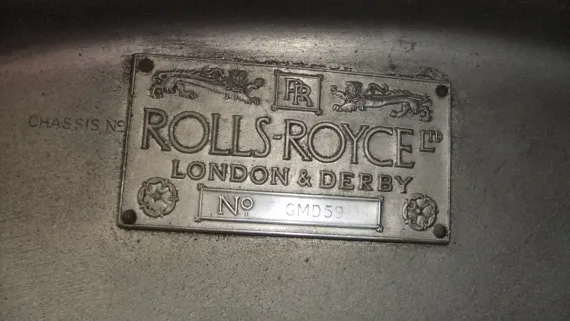 RR
CHASSIS Nº
ROLLS-ROYCE LTD
LONDON & DERBY
Nº GMD59